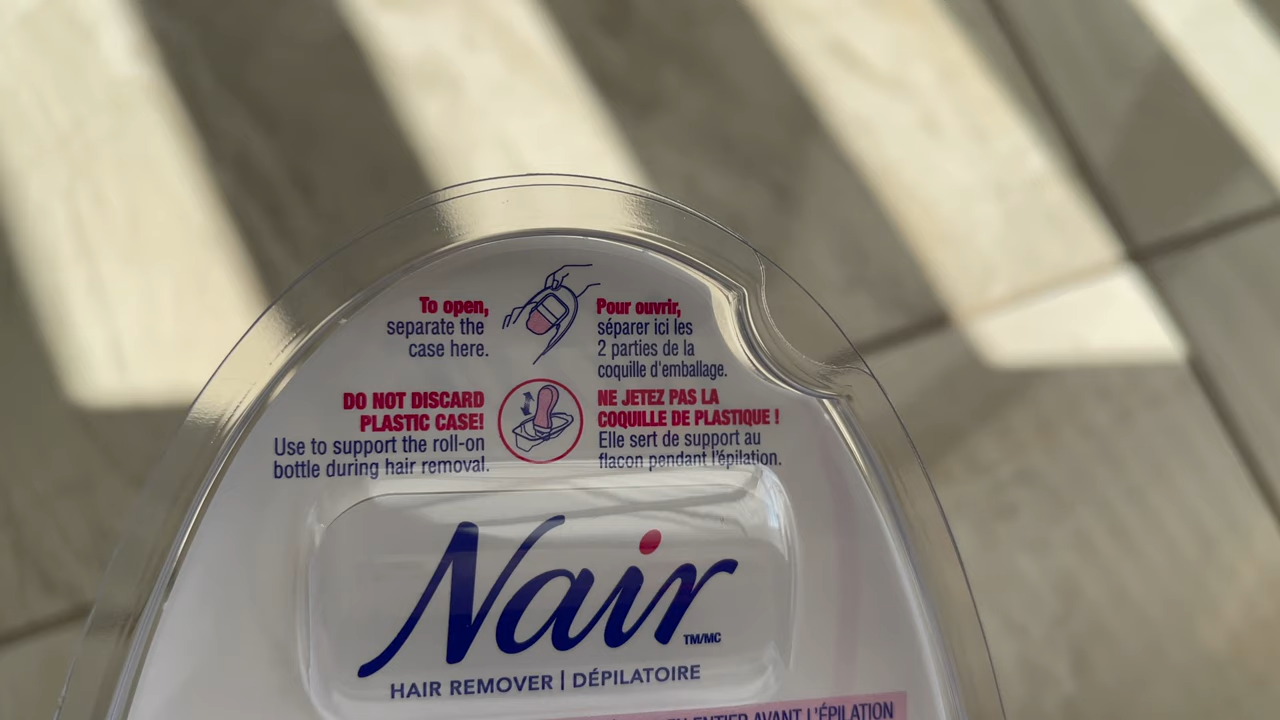 To open,
separate the
case here.
Pour ouvrir,
séparer ici les
2 parties de la
coquille d'emballage.
DO NOT DISCARD
PLASTIC CASE!
Use to support the roll-on
bottle during hair removal.
NE JETEZ PAS LA
COQUILLE DE PLASTIQUE !
Elle sert de support au
flacon pendant l'épilation.
Nair
TM/MC
HAIR REMOVER | DÉPILATOIRE
ENTIER AVANT L'ÉPILATION